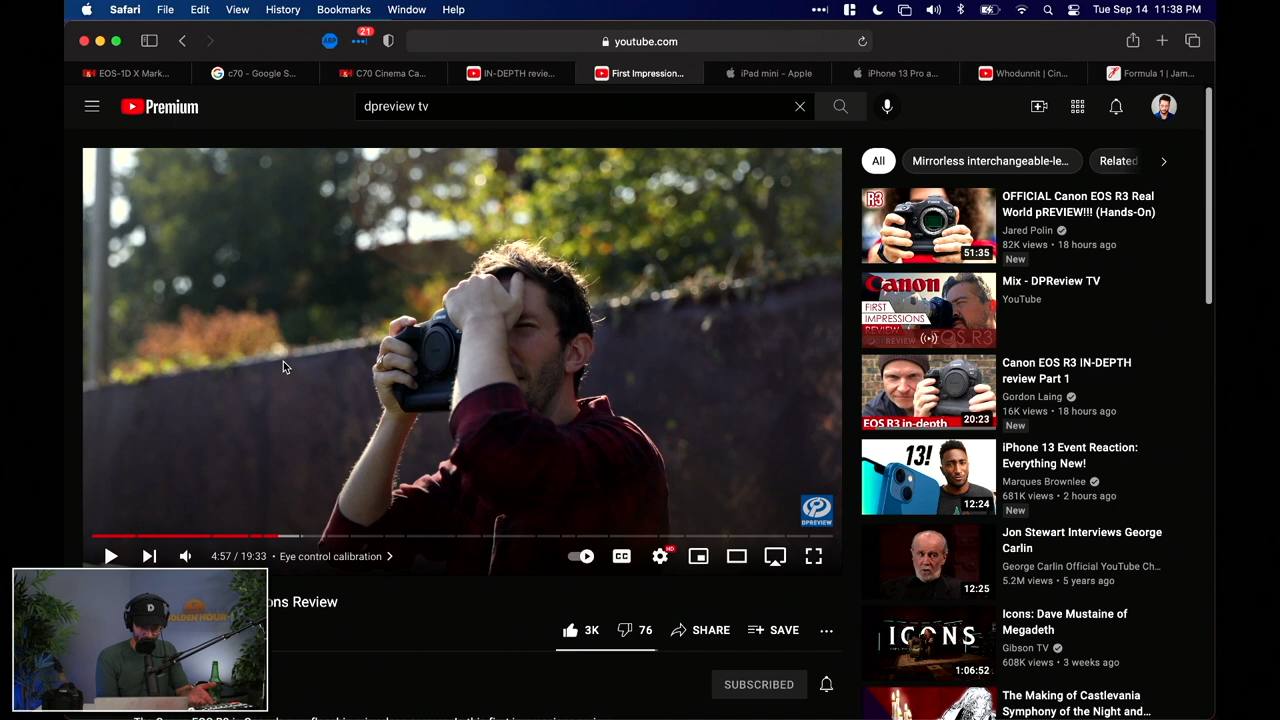 Safari File Edit View History Bookmarks Window Help Tue Sep 14 11:38 PM
21
ABP youtube.com
EOS-1D X Mark... c70 - Google S... C70 Cinema Ca... IN-DEPTH revie... First Impression... iPad mini - Apple iPhone 13 Pro a... Whodunnit | Cin... Formula 1 | Jam...
Premium dpreview tv
All Mirrorless interchangeable-le... Related
R3
51:35
OFFICIAL Canon EOS R3 Real
World pREVIEW!!! (Hands-On)
Jared Polin
82K views • 18 hours ago
New
Canon
FIRST
IMPRESSIONS
REVIEW
EOS R3
Mix - DPReview TV
YouTube
EOS R3 in-depth
20:23
Canon EOS R3 IN-DEPTH
review Part 1
Gordon Laing
16K views • 18 hours ago
New
13!
12:24
iPhone 13 Event Reaction:
Everything New!
Marques Brownlee
681K views • 2 hours ago
New
12:25
Jon Stewart Interviews George
Carlin
George Carlin Official YouTube Ch...
5.2M views • 5 years ago
ICONS
1:06:52
Icons: Dave Mustaine of
Megadeth
Gibson TV
608K views • 3 weeks ago
The Making of Castlevania
Symphony of the Night and...
DPREVIEW
4:57 / 19:33 • Eye control calibration CC HD
ons Review
3K 76 SHARE SAVE
SUBSCRIBED
D
GOLDEN HOUR